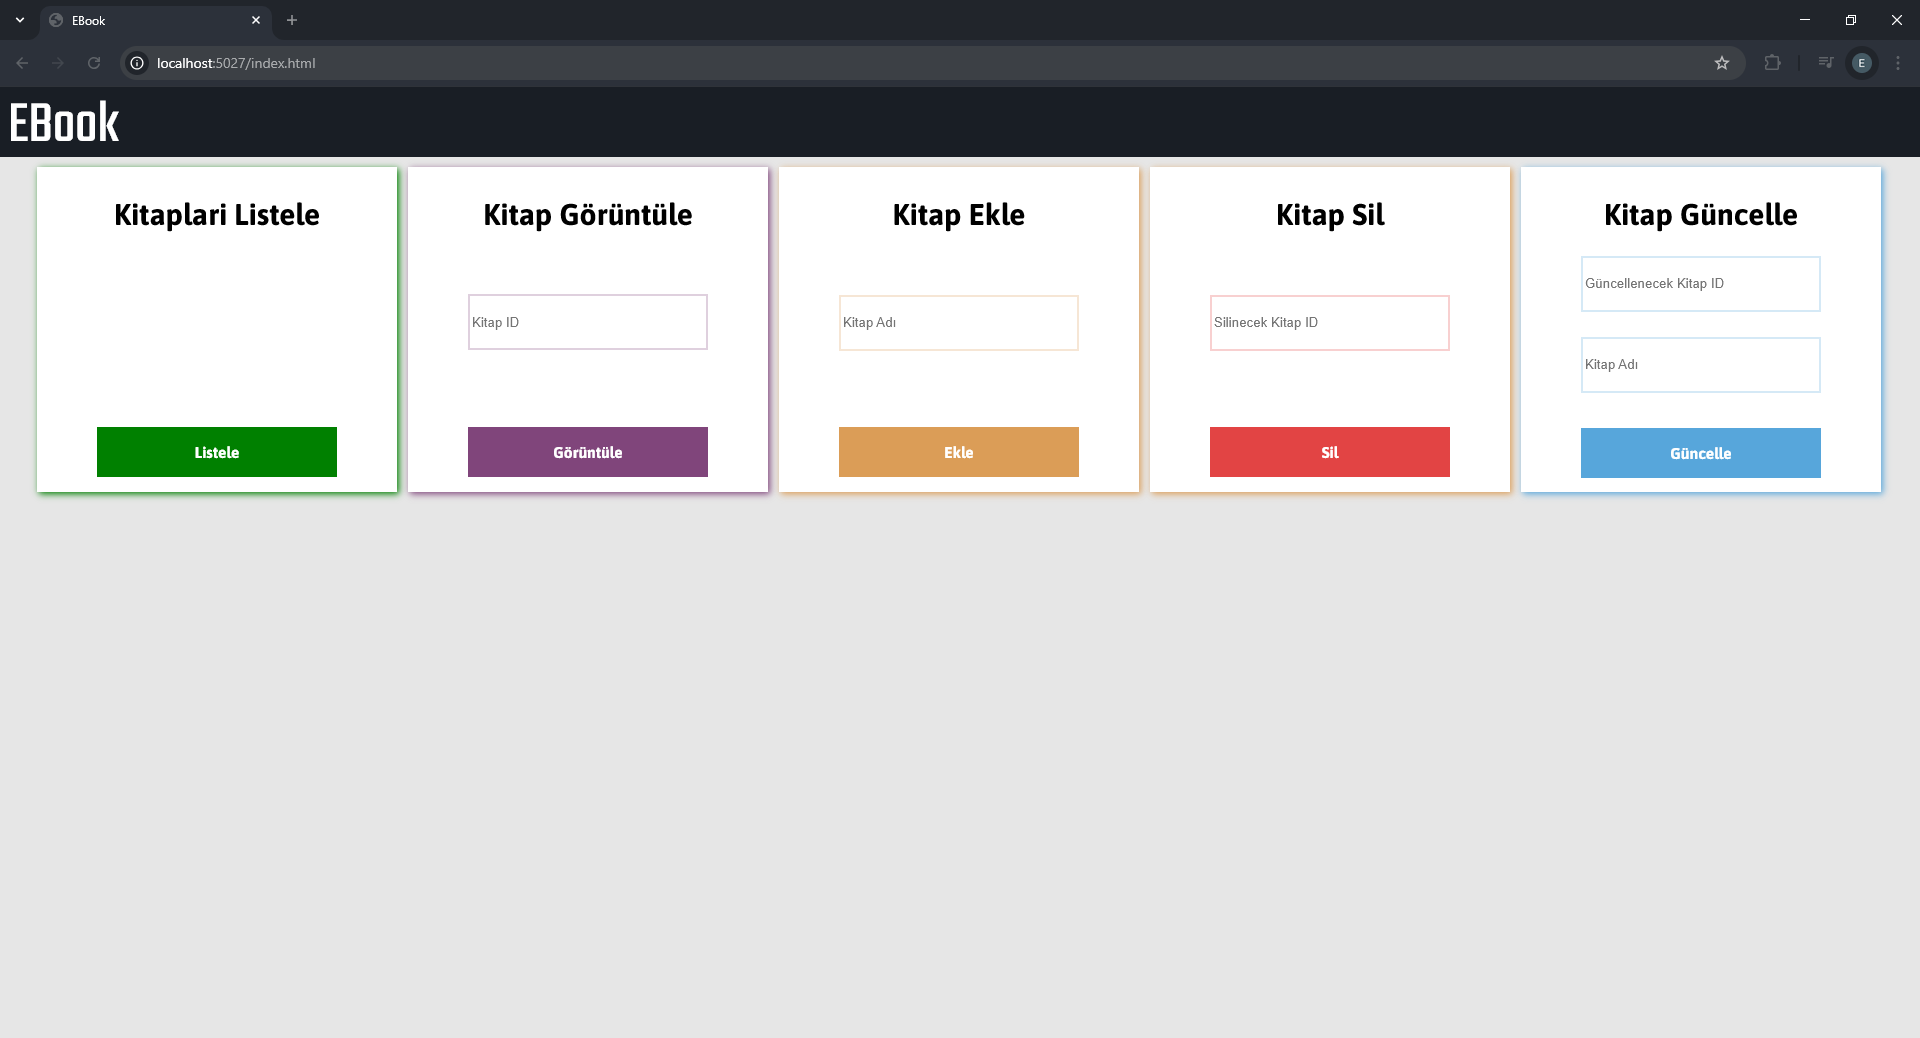 EBook
localhost:5027/index.html
E
EBook
Kitaplari Listele
Listele
Kitap Görüntüle
Kitap ID
Görüntüle
Kitap Ekle
Kitap Adı
Ekle
Kitap Sil
Silinecek Kitap ID
Sil
Kitap Güncelle
Güncellenecek Kitap ID
Kitap Adı
Güncelle